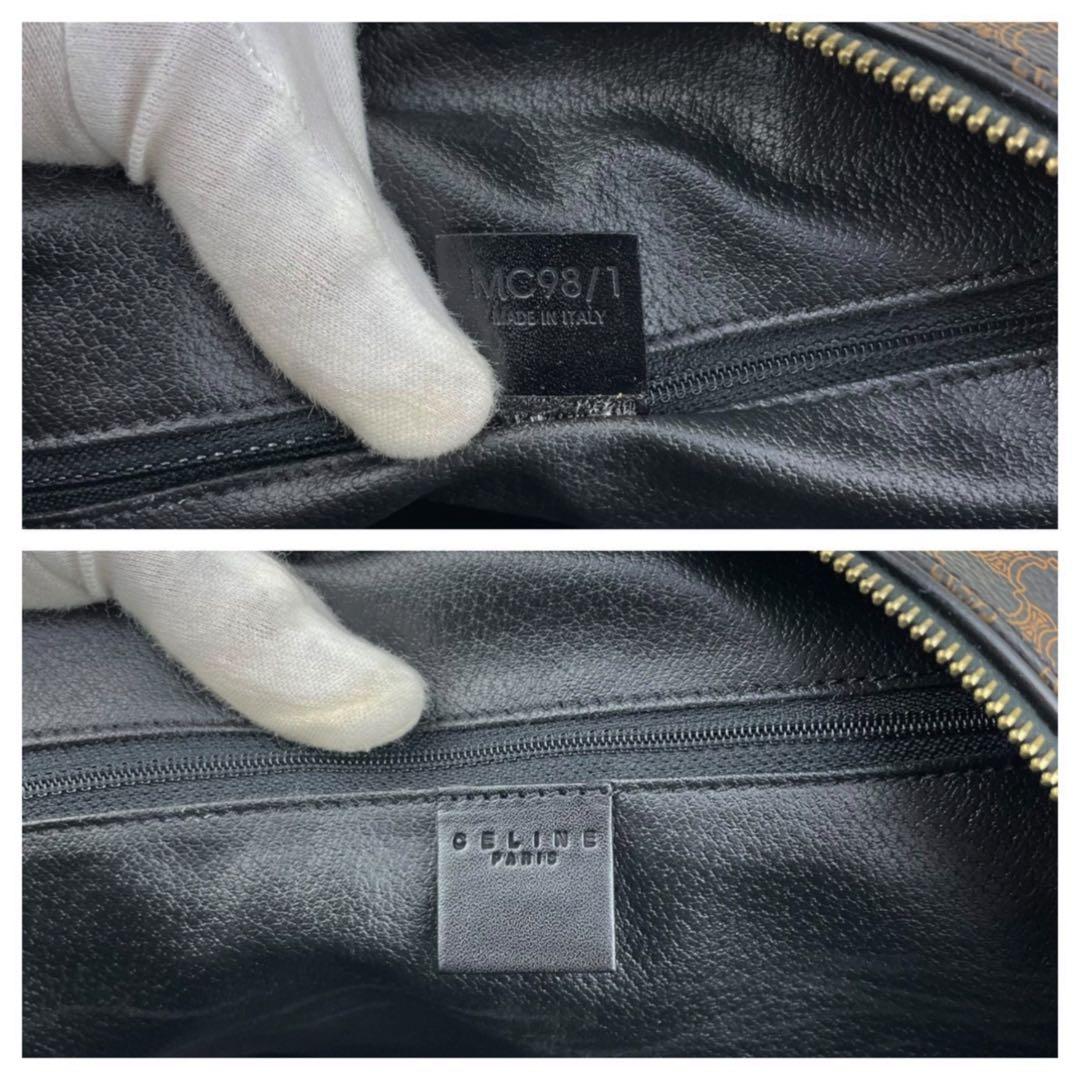 MC98/1
MADE IN ITALY
CELINE
PARIS